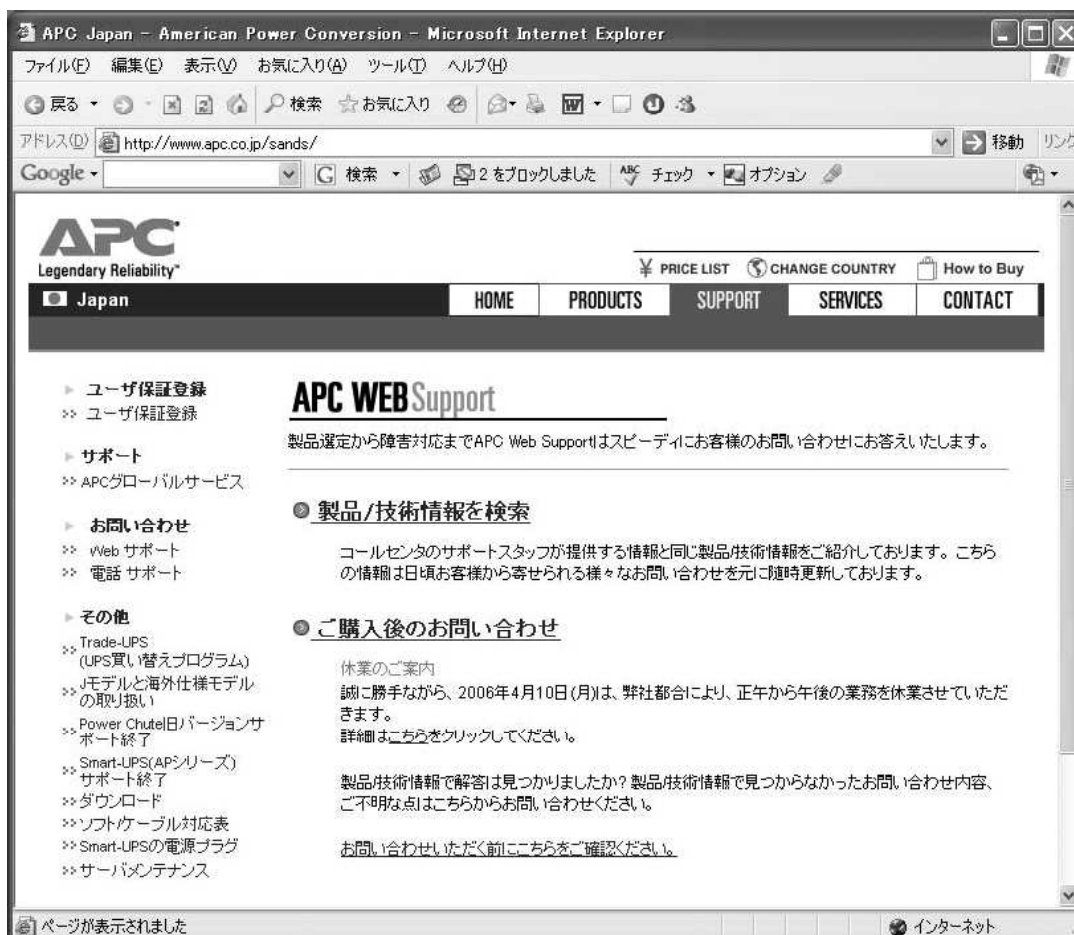 APC Japan - American Power Conversion - Microsoft Internet Explorer
ファイル(F) 編集(E) 表示(V) お気に入り(A) ツール(T) ヘルプ(H)
戻る 検索 お気に入り
アドレス(D) http://www.apc.co.jp/sands/ 移動 リンク
Google 検索 2 をブロックしました ABC チェック オプション
APC
Legendary Reliability™
¥ PRICE LIST CHANGE COUNTRY How to Buy
Japan HOME PRODUCTS SUPPORT SERVICES CONTACT
ユーザ保証登録
>> ユーザ保証登録
サポート
>> APCグローバルサービス
お問い合わせ
>> Web サポート
>> 電話 サポート
その他
>> Trade-UPS
(UPS買い替えプログラム)
>> Jモデルと海外仕様モデル
の取り扱い
>> Power Chute旧バージョンサ
ポート終了
>> Smart-UPS(APシリーズ)
サポート終了
>> ダウンロード
>> ソフト/ケーブル対応表
>> Smart-UPSの電源プラグ
>> サーバメンテナンス
APC WEB Support
製品選定から障害対応までAPC Web Supportはスピーディにお客様のお問い合わせにお答えいたします。
製品/技術情報を検索
コールセンタのサポートスタッフが提供する情報と同じ製品/技術情報をご紹介しております。こちら
の情報は日頃お客様から寄せられる様々なお問い合わせを元に随時更新しております。
ご購入後のお問い合わせ
休業のご案内
誠に勝手ながら、2006年4月10日(月)は、弊社都合により、正午から午後の業務を休業させていただ
きます。
詳細はこちらをクリックしてください。
製品/技術情報で解答は見つかりましたか? 製品/技術情報で見つからなかったお問い合わせ内容、
ご不明な点はこちらからお問い合わせください。
お問い合わせいただく前にこちらをご確認ください。
ページが表示されました インターネット